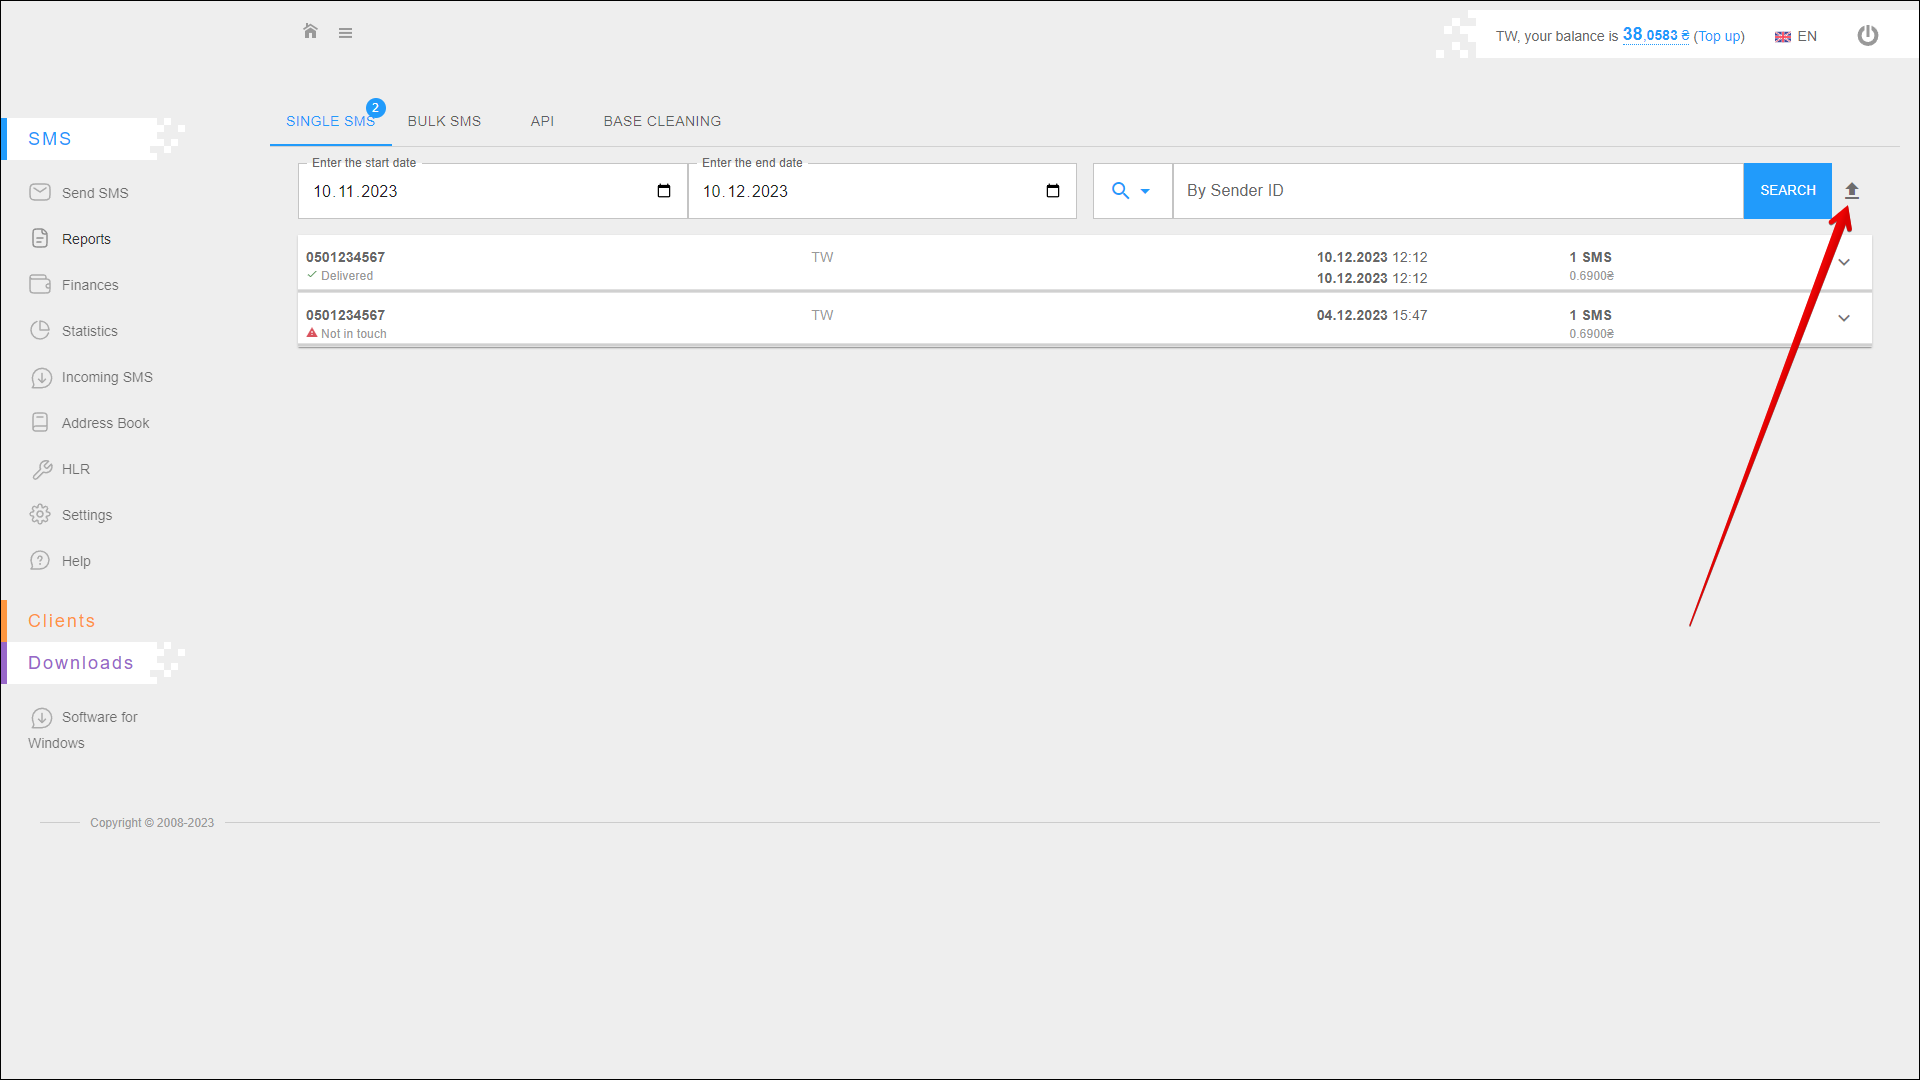 TW, your balance is 38,0583 ₴ (Top up)
EN
SINGLE SMS 2
BULK SMS
API
BASE CLEANING
SMS
Send SMS
Reports
Finances
Statistics
Incoming SMS
Address Book
HLR
Settings
Help
Clients
Downloads
Software for
Windows
Enter the start date
10.11.2023
Enter the end date
10.12.2023
By Sender ID
SEARCH
0501234567 TW 10.12.2023 12:12 1 SMS
Delivered 10.12.2023 12:12 0.6900₴
0501234567 TW 04.12.2023 15:47 1 SMS
Not in touch 0.6900₴
Copyright © 2008-2023